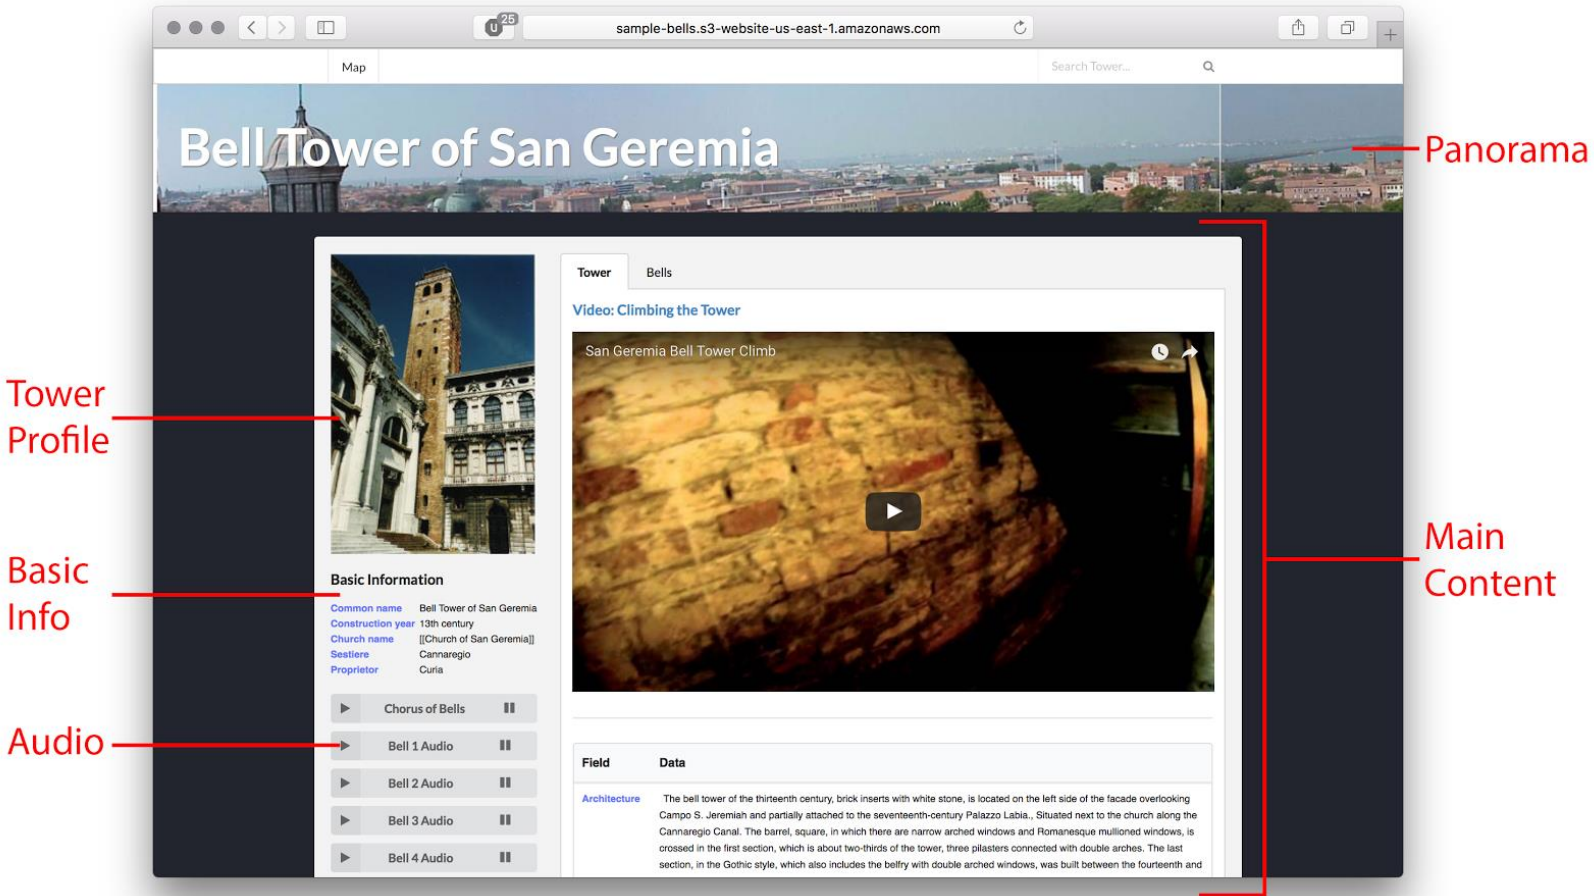 25
sample-bells.s3-website-us-east-1.amazonaws.com
Map
Search Tower...
Bell Tower of San Geremia
Panorama
Tower
Profile
Basic
Info
Audio
Basic Information
Common name Bell Tower of San Geremia
Construction year 13th century
Church name [[Church of San Geremia]]
Sestiere Cannaregio
Proprietor Curia
Chorus of Bells
Bell 1 Audio
Bell 2 Audio
Bell 3 Audio
Bell 4 Audio
Tower Bells
Video: Climbing the Tower
San Geremia Bell Tower Climb
Field Data
Architecture The bell tower of the thirteenth century, brick inserts with white stone, is located on the left side of the facade overlooking
Campo S. Jeremiah and partially attached to the seventeenth-century Palazzo Labia., Situated next to the church along the
Cannaregio Canal. The barrel, square, in which there are narrow arched windows and Romanesque mullioned windows, is
crossed in the first section, which is about two-thirds of the tower, three pilasters connected with double arches. The last
section, in the Gothic style, which also includes the belfry with double arched windows, was built between the fourteenth and
Main
Content